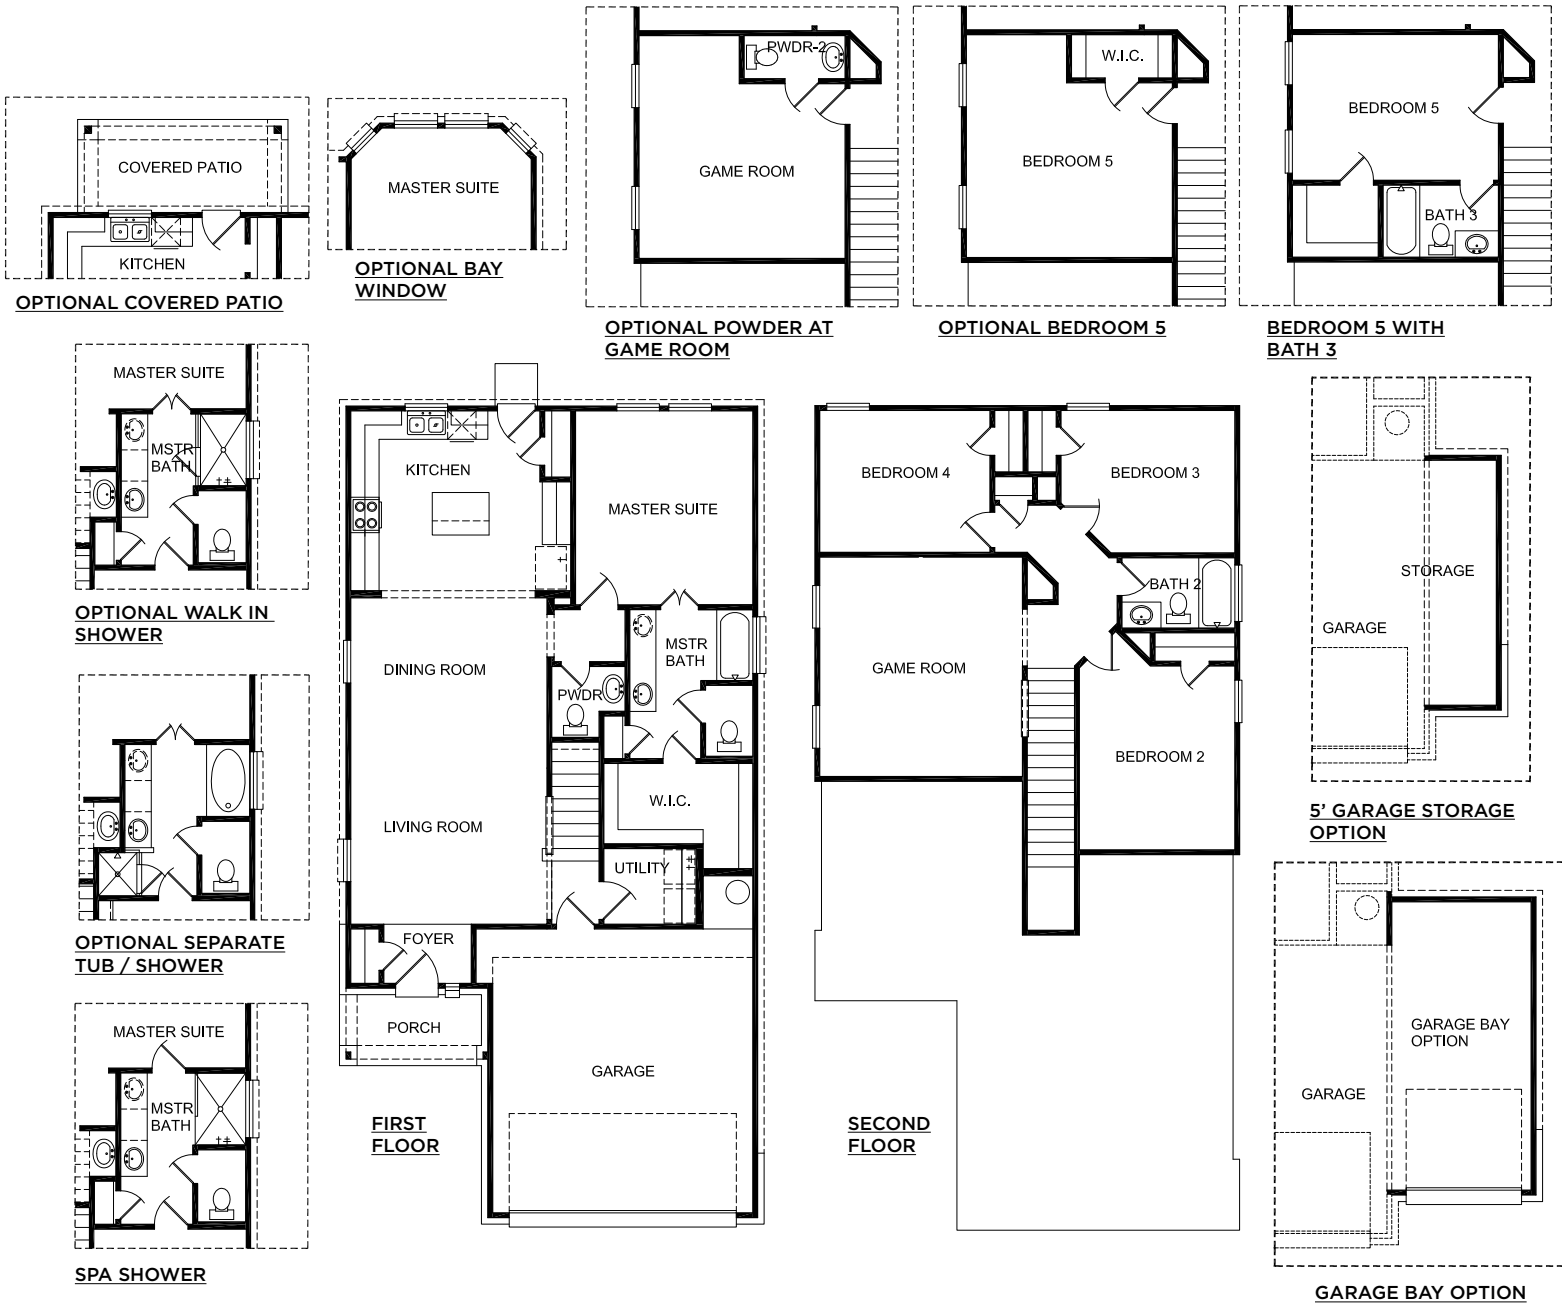 PWDR-2
GAME ROOM
OPTIONAL POWDER AT
GAME ROOM
W.I.C.
BEDROOM 5
OPTIONAL BEDROOM 5
BEDROOM 5
BATH 3
BEDROOM 5 WITH
BATH 3
COVERED PATIO
KITCHEN
OPTIONAL COVERED PATIO
MASTER SUITE
OPTIONAL BAY
WINDOW
MASTER SUITE
MSTR
BATH
OPTIONAL WALK IN
SHOWER
OPTIONAL SEPARATE
TUB / SHOWER
MASTER SUITE
MSTR
BATH
SPA SHOWER
KITCHEN
MASTER SUITE
DINING ROOM
MSTR
BATH
PWDR
W.I.C.
LIVING ROOM
UTILITY
FOYER
PORCH
GARAGE
FIRST
FLOOR
BEDROOM 4
BEDROOM 3
BATH 2
GAME ROOM
BEDROOM 2
SECOND
FLOOR
STORAGE
GARAGE
5' GARAGE STORAGE
OPTION
GARAGE BAY
OPTION
GARAGE
GARAGE BAY OPTION